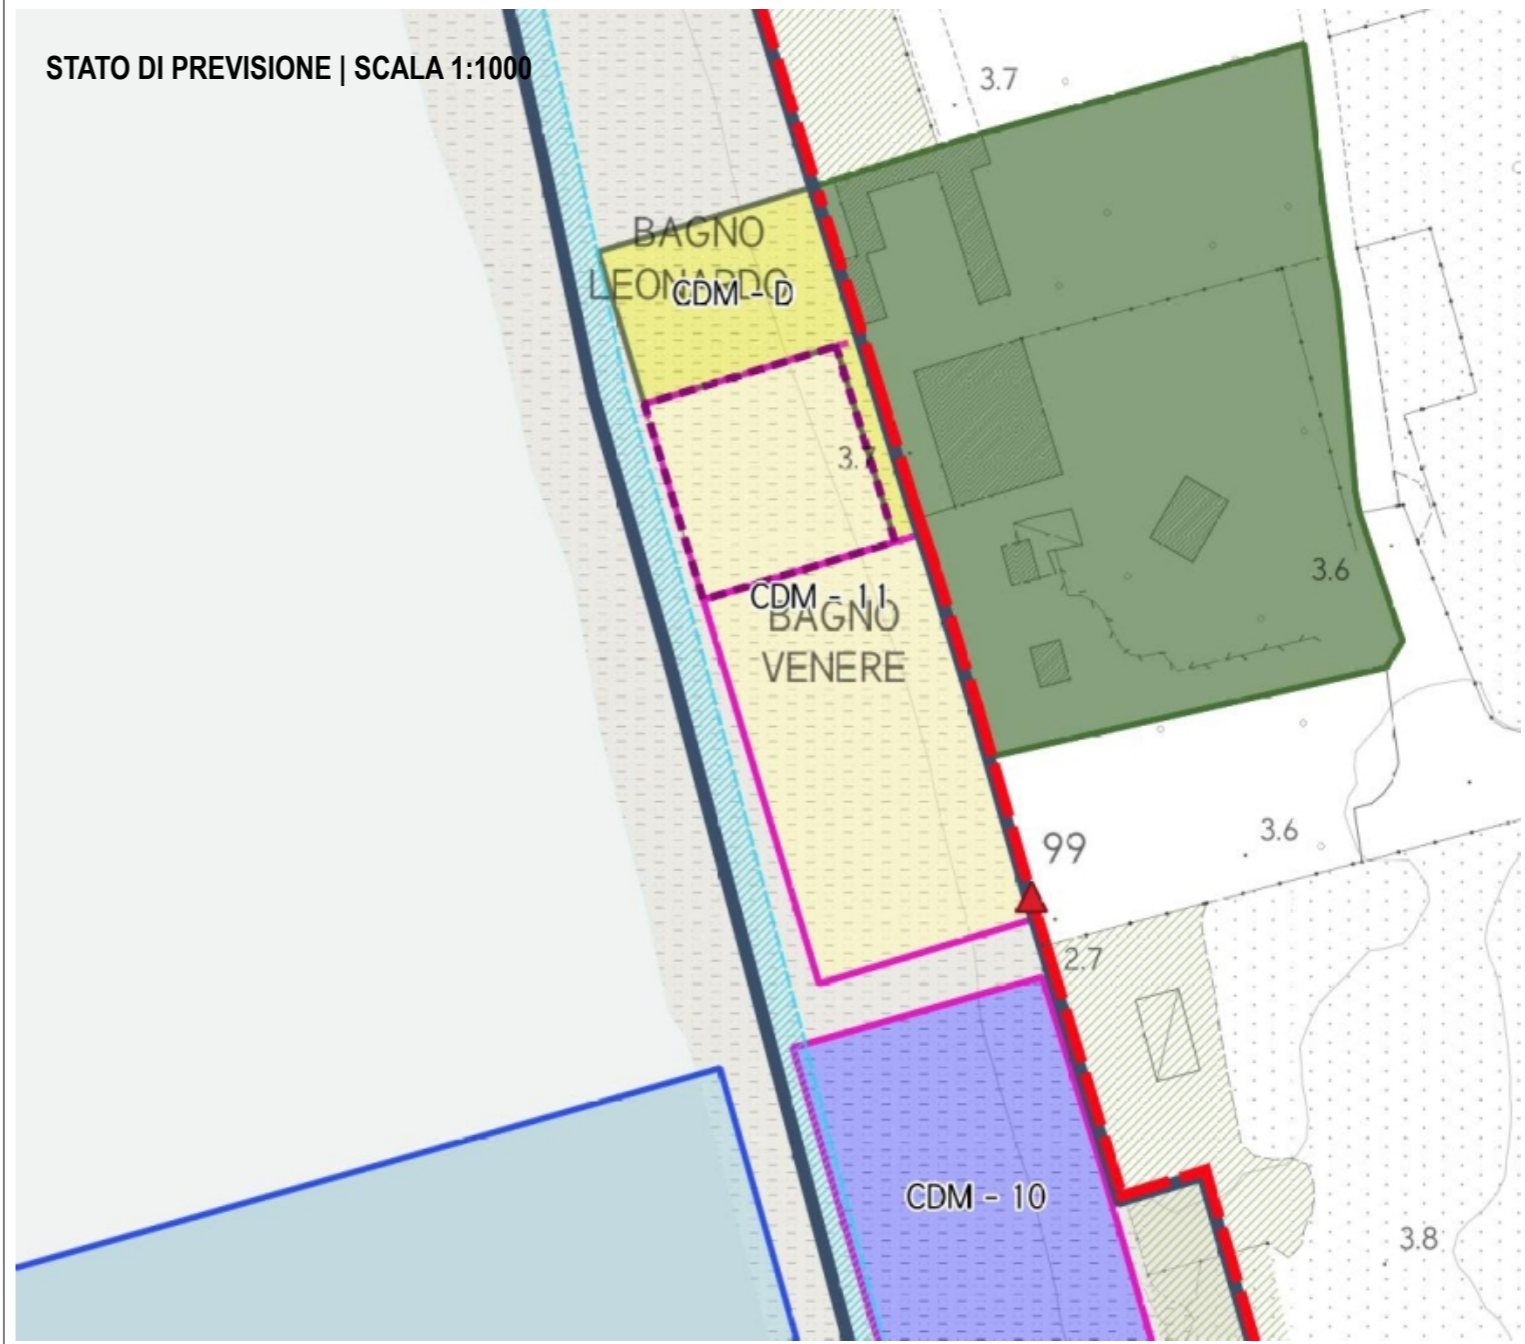 STATO DI PREVISIONE | SCALA 1:1000
3.7
BAGNO
LEONARDO
CDM - D
3.7
3.6
CDM - 11
BAGNO
VENERE
99
3.6
2.7
CDM - 10
3.8